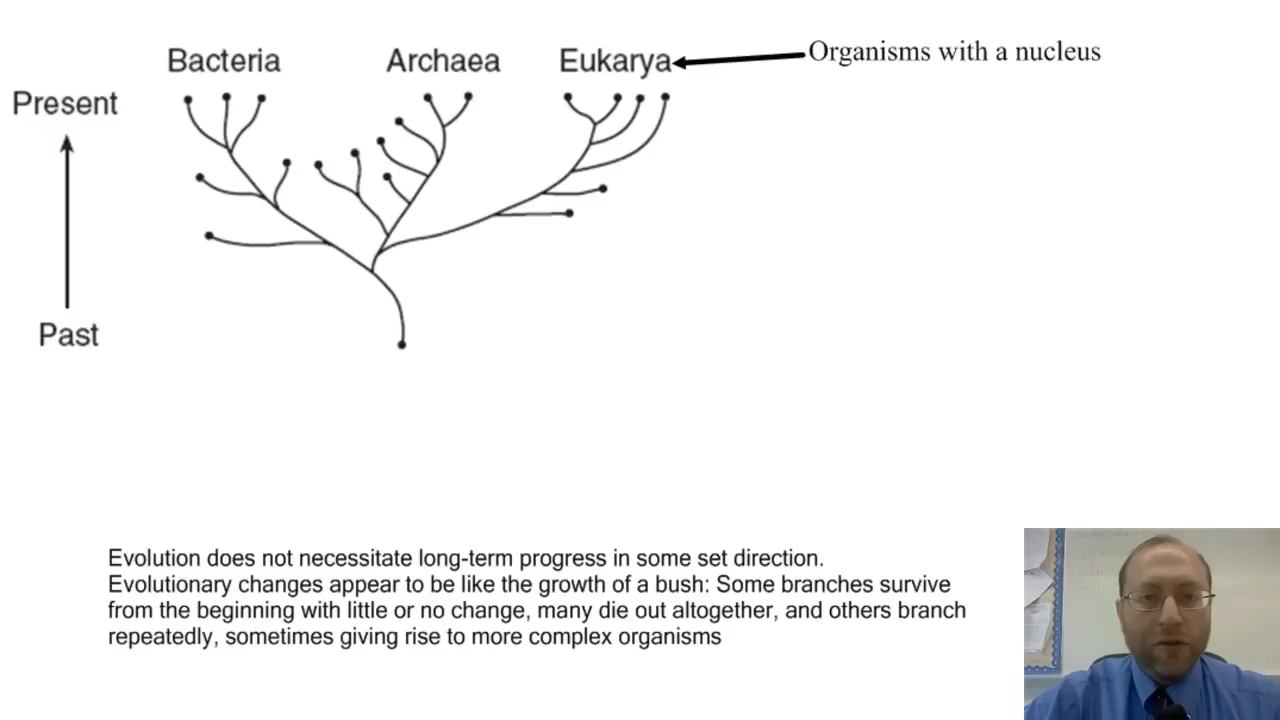 Bacteria
Archaea
Eukarya
Organisms with a nucleus
Present
Past
Evolution does not necessitate long-term progress in some set direction.
Evolutionary changes appear to be like the growth of a bush: Some branches survive
from the beginning with little or no change, many die out altogether, and others branch
repeatedly, sometimes giving rise to more complex organisms